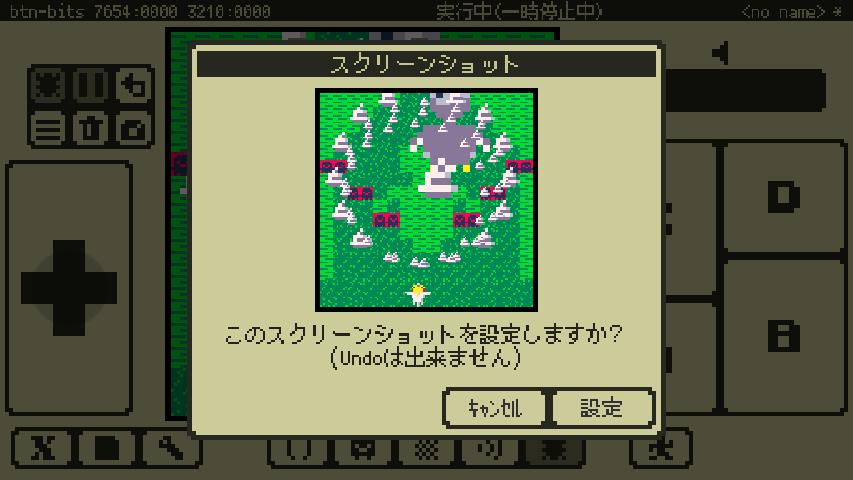 btn-bits 7654:0000 3210:0000 実行中(一時停止中) <no name> *
スクリーンショット
このスクリーンショットを設定しますか?
(Undoは出来ません)
ｷｬﾝｾﾙ 設定
D
B
X